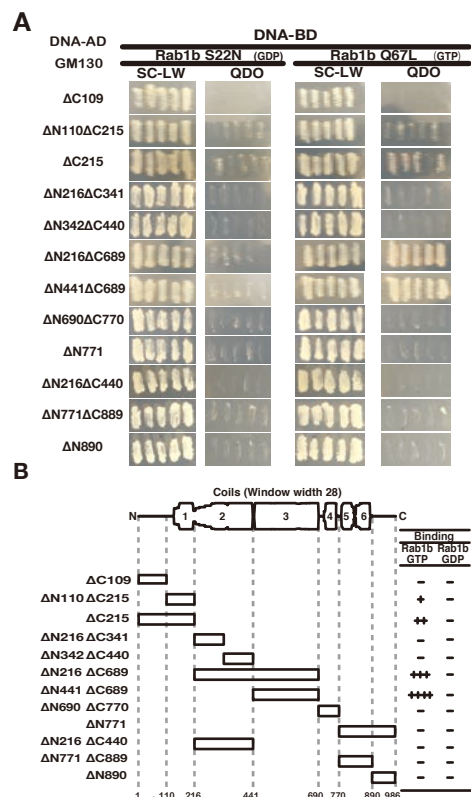 A
DNA-AD
DNA-BD
GM130
Rab1b S22N (GDP)
Rab1b Q67L (GTP)
SC-LW
QDO
SC-LW
QDO
ΔC109
ΔN110ΔC215
ΔC215
ΔN216ΔC341
ΔN342ΔC440
ΔN216ΔC689
ΔN441ΔC689
ΔN690ΔC770
ΔN771
ΔN216ΔC440
ΔN771ΔC889
ΔN890
B
Coils (Window width 28)
N
1
2
3
4
5
6
C
Binding
Rab1b GTP
Rab1b GDP
ΔC109 – –
ΔN110 ΔC215 + –
ΔC215 ++ –
ΔN216 ΔC341 – –
ΔN342 ΔC440 – –
ΔN216 ΔC689 +++ –
ΔN441 ΔC689 ++++ –
ΔN690 ΔC770 – –
ΔN771 – –
ΔN216 ΔC440 – –
ΔN771 ΔC889 – –
ΔN890 – –
1 110 216 441 690 770 890 986